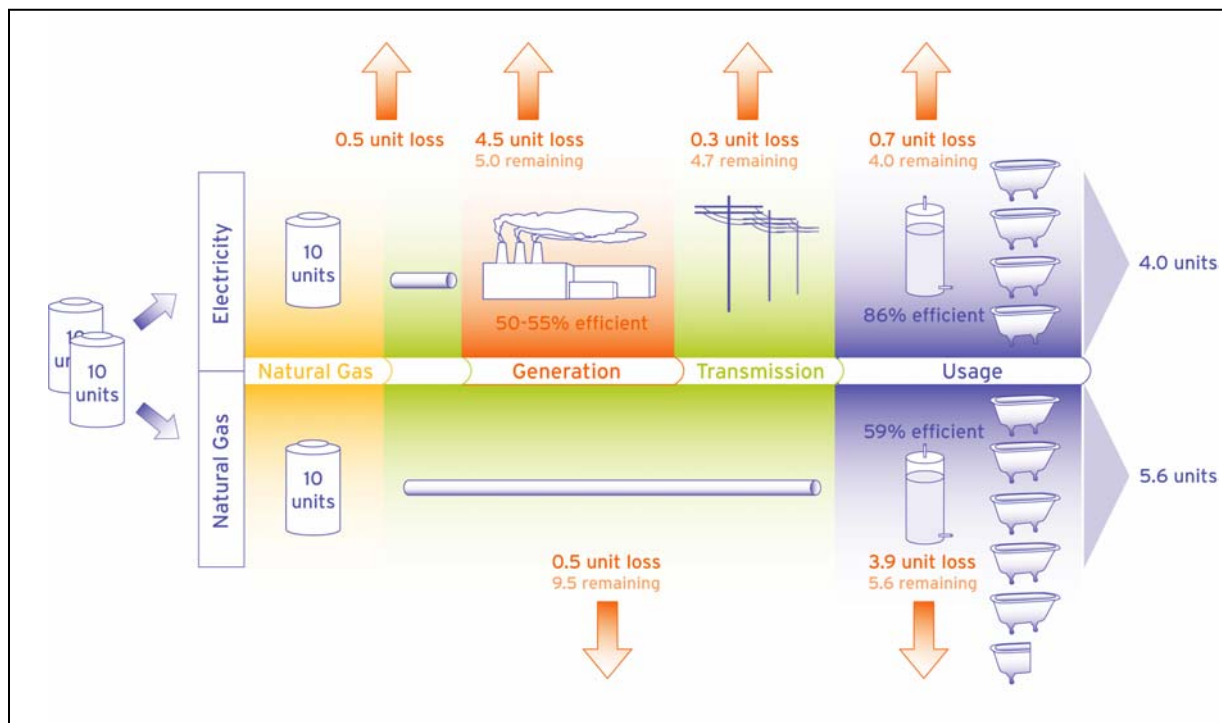 0.5 unit loss
4.5 unit loss
5.0 remaining
0.3 unit loss
4.7 remaining
0.7 unit loss
4.0 remaining
Electricity
10
units
50-55% efficient
86% efficient
4.0 units
10
10
units
Natural Gas
Generation
Transmission
Usage
Natural Gas
10
units
59% efficient
5.6 units
0.5 unit loss
9.5 remaining
3.9 unit loss
5.6 remaining